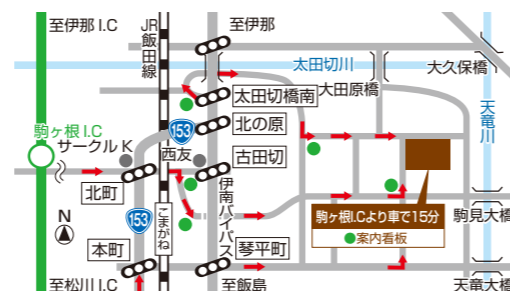 至伊那I.C
JR飯田線
至伊那
太田切川
大久保橋
太田切橋南
大田原橋
天竜川
駒ヶ根I.C
サークルK
153
北の原
西友
古田切
北町
伊南バイパス
駒ヶ根I.Cより車で15分
案内看板
駒見大橋
N
153
こまがね
本町
琴平町
至松川I.C
至飯島
天竜大橋